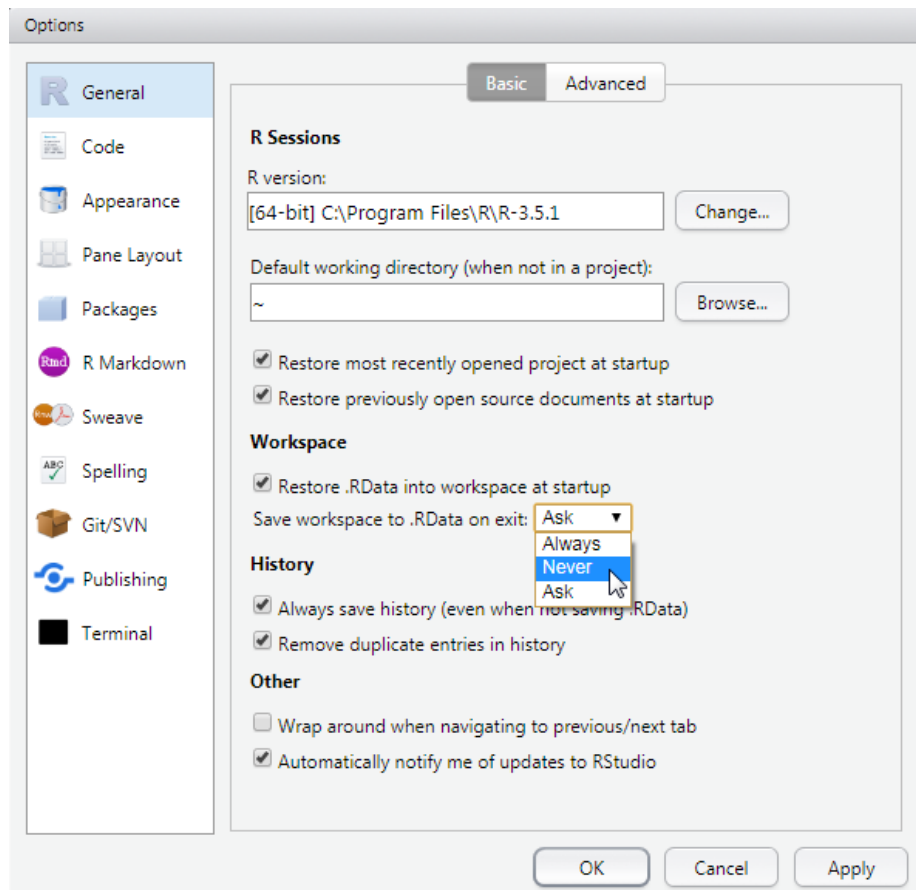 Options
General
Code
Appearance
Pane Layout
Packages
Rmd R Markdown
Sweave
ABC Spelling
Git/SVN
Publishing
Terminal
Basic Advanced
R Sessions
R version:
[64-bit] C:\Program Files\R\R-3.5.1 Change...
Default working directory (when not in a project):
~ Browse...
Restore most recently opened project at startup
Restore previously open source documents at startup
Workspace
Restore .RData into workspace at startup
Save workspace to .RData on exit: Ask
Always
Never
Ask
History
Always save history (even when not saving .RData)
Remove duplicate entries in history
Other
Wrap around when navigating to previous/next tab
Automatically notify me of updates to RStudio
OK Cancel Apply